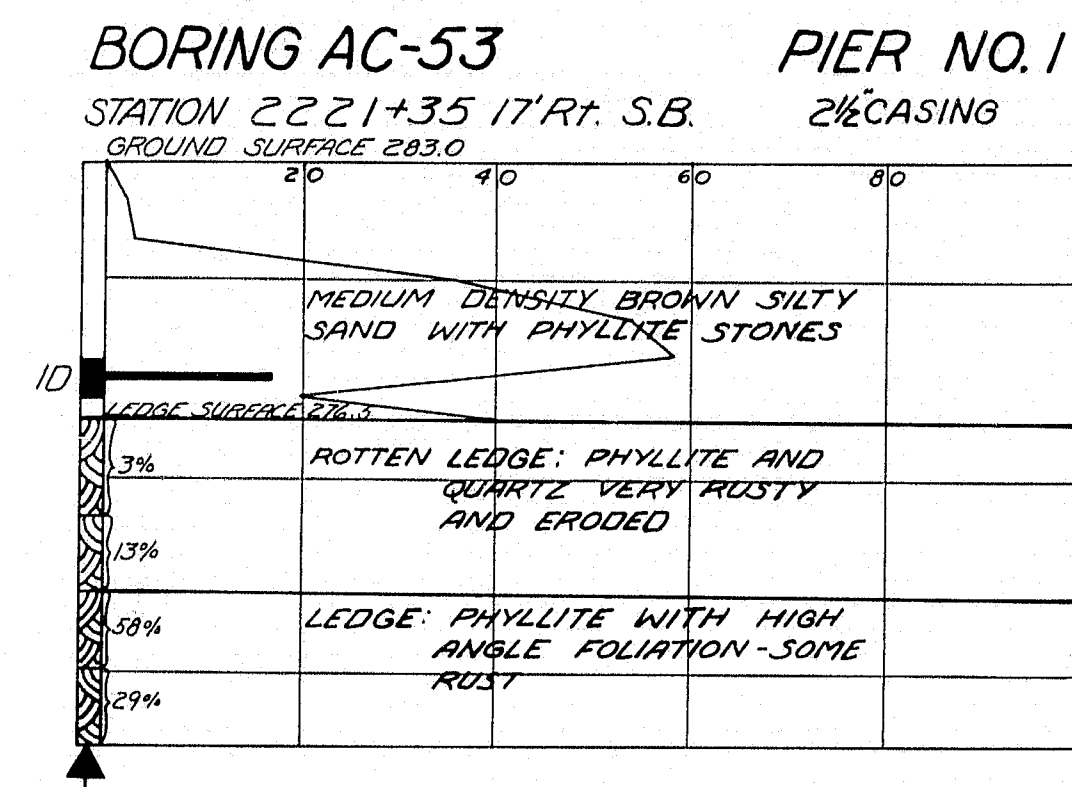 BORING AC-53
PIER NO. 1
STATION 2221+35 17' Rt. S.B.
2½" CASING
GROUND SURFACE 283.0
20 40 60 80
MEDIUM DENSITY BROWN SILTY
SAND WITH PHYLLITE STONES
1D
LEDGE SURFACE 276.5
3%
ROTTEN LEDGE: PHYLLITE AND
QUARTZ VERY RUSTY
AND ERODED
13%
58%
LEDGE: PHYLLITE WITH HIGH
ANGLE FOLIATION - SOME
RUST
29%